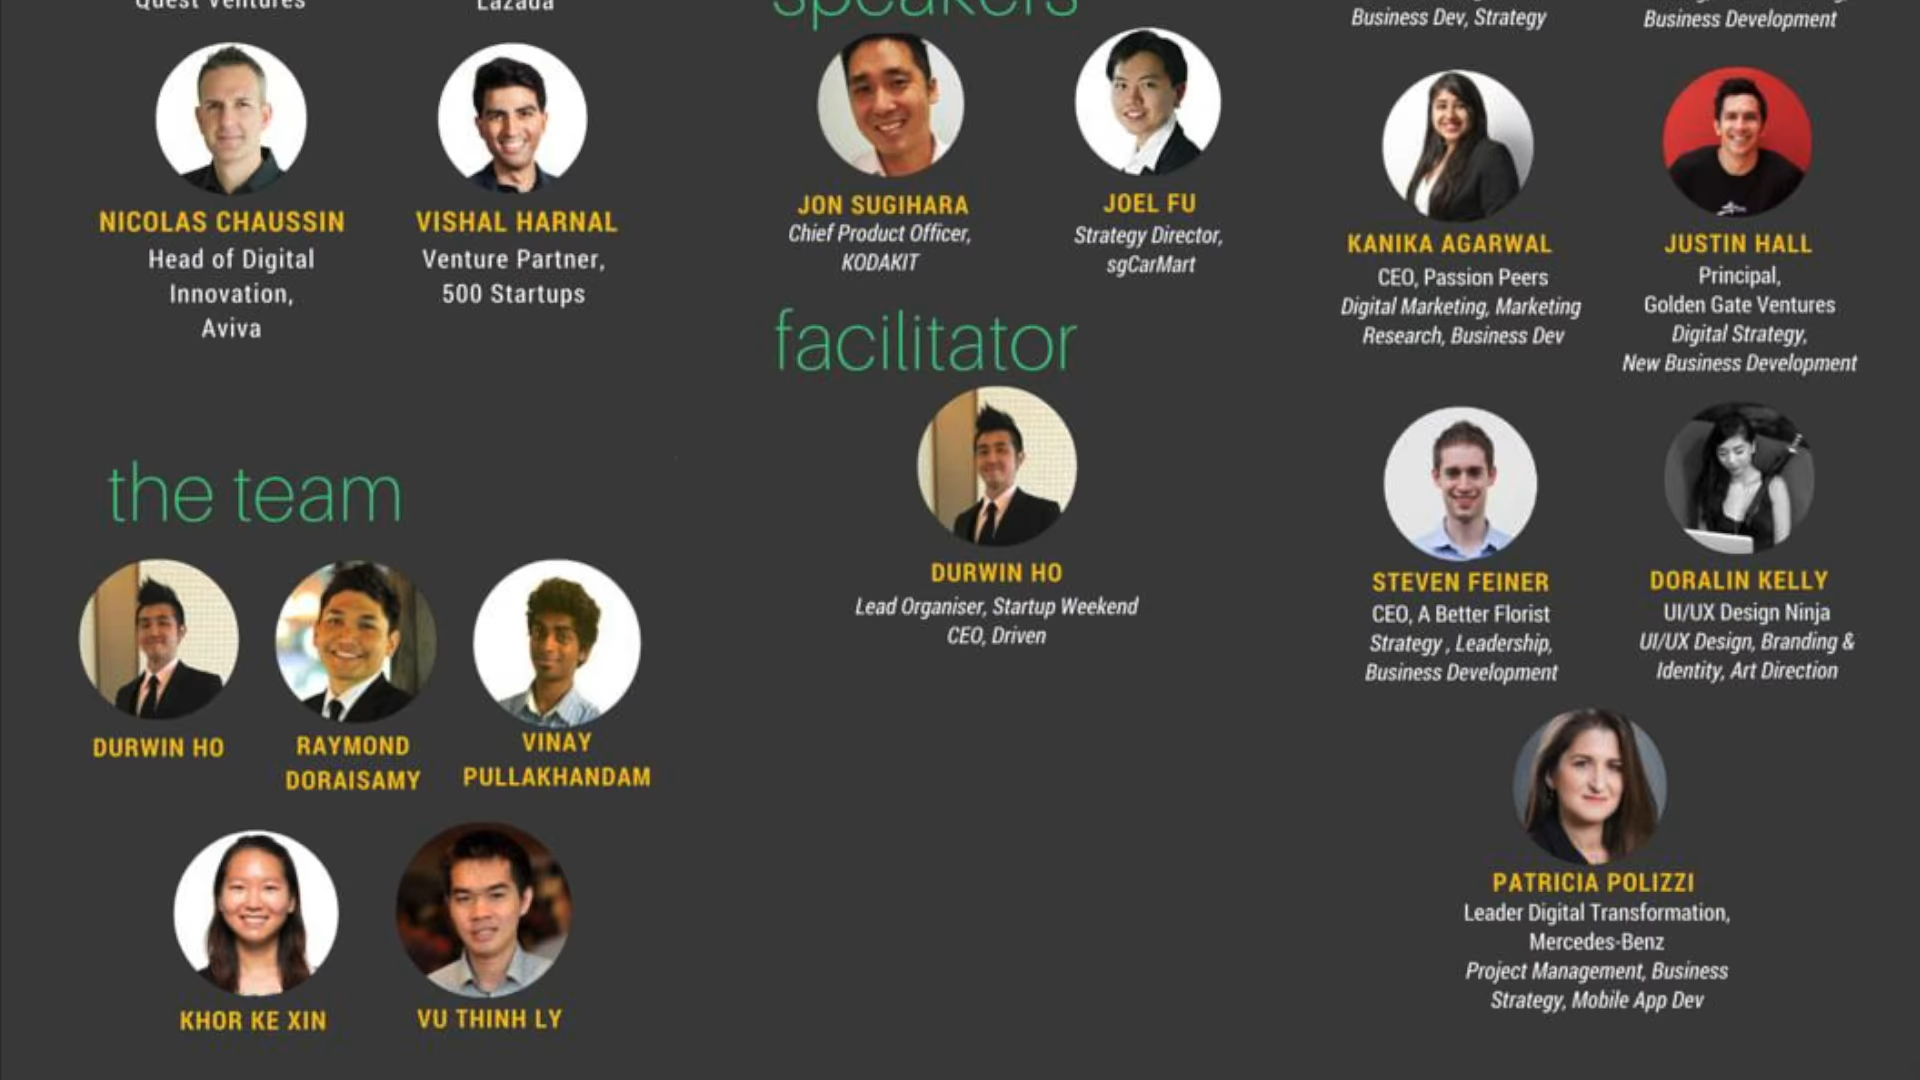 Quest Ventures
Lazada
NICOLAS CHAUSSIN
Head of Digital
Innovation,
Aviva
VISHAL HARNAL
Venture Partner,
500 Startups
the team
DURWIN HO
RAYMOND
DORAISAMY
VINAY
PULLAKHANDAM
KHOR KE XIN
VU THINH LY
speakers
JON SUGIHARA
Chief Product Officer,
KODAKIT
JOEL FU
Strategy Director,
sgCarMart
facilitator
DURWIN HO
Lead Organiser, Startup Weekend
CEO, Driven
Business Dev, Strategy
Business Development
KANIKA AGARWAL
CEO, Passion Peers
Digital Marketing, Marketing
Research, Business Dev
JUSTIN HALL
Principal,
Golden Gate Ventures
Digital Strategy,
New Business Development
STEVEN FEINER
CEO, A Better Florist
Strategy , Leadership,
Business Development
DORALIN KELLY
UI/UX Design Ninja
UI/UX Design, Branding &
Identity, Art Direction
PATRICIA POLIZZI
Leader Digital Transformation,
Mercedes-Benz
Project Management, Business
Strategy, Mobile App Dev